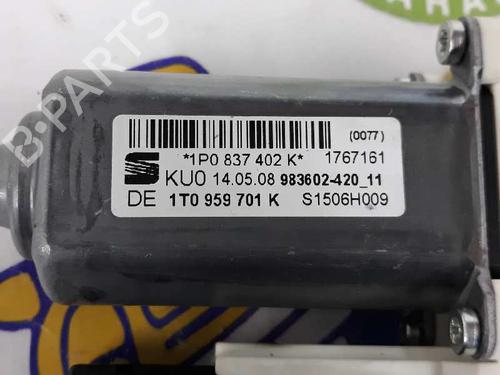 (0077)
*1P0 837 402 K* 1767161
KU0 14.05.08 983602-420_11
DE 1T0 959 701 K S1506H009
B-PARTS